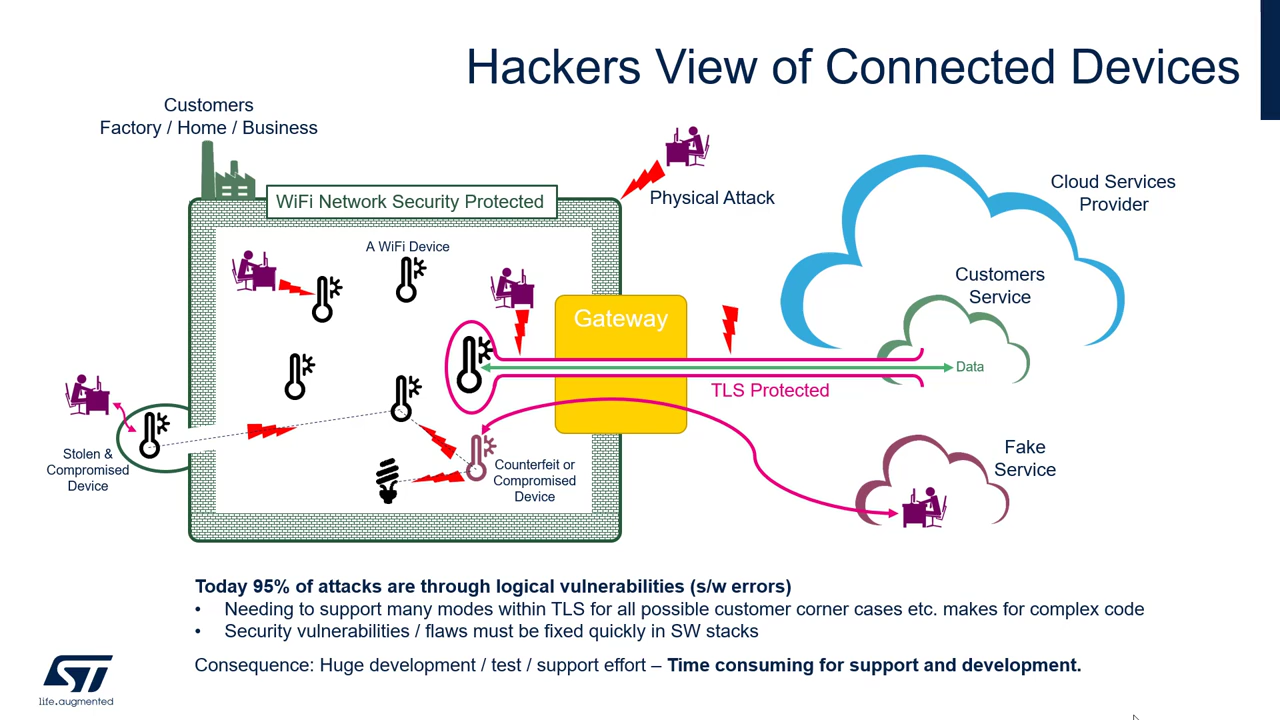 Hackers View of Connected Devices
Customers
Factory / Home / Business
WiFi Network Security Protected
Physical Attack
Cloud Services
Provider
A WiFi Device
Customers
Service
Gateway
Data
TLS Protected
Stolen &
Compromised
Device
Counterfeit or
Compromised
Device
Fake
Service
Today 95% of attacks are through logical vulnerabilities (s/w errors)
• Needing to support many modes within TLS for all possible customer corner cases etc. makes for complex code
• Security vulnerabilities / flaws must be fixed quickly in SW stacks
Consequence: Huge development / test / support effort – Time consuming for support and development.
ST
life.augmented